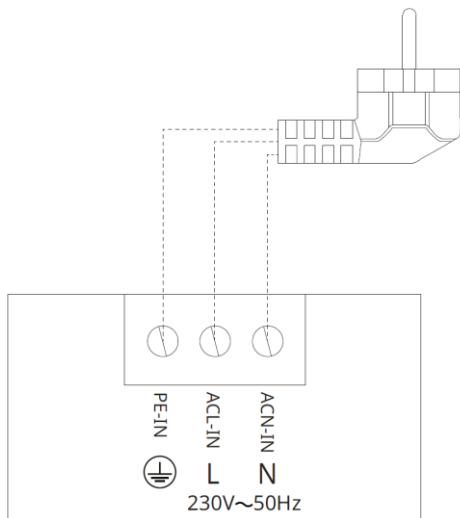 PE-IN
ACL-IN
ACN-IN
L
N
230V～50Hz